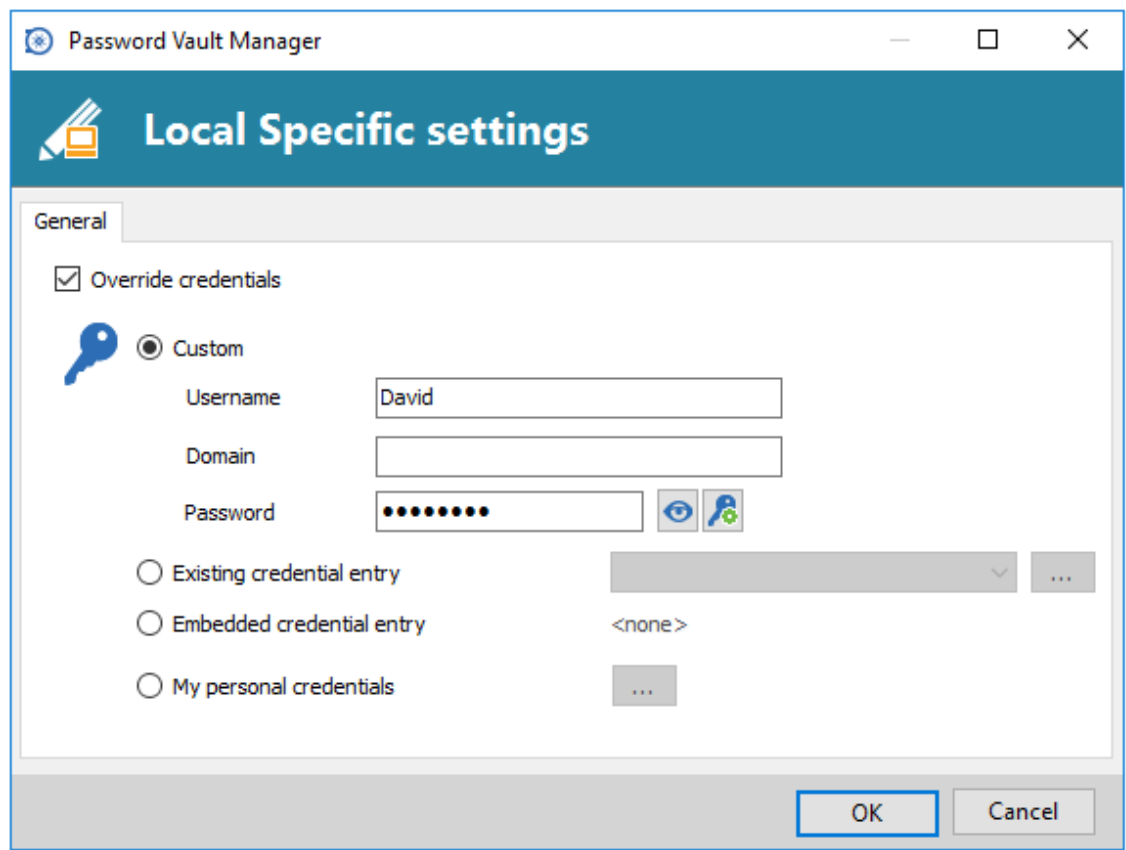 Password Vault Manager
Local Specific settings
General
Override credentials
Custom
Username David
Domain
Password ••••••••
Existing credential entry ...
Embedded credential entry <none>
My personal credentials ...
OK Cancel